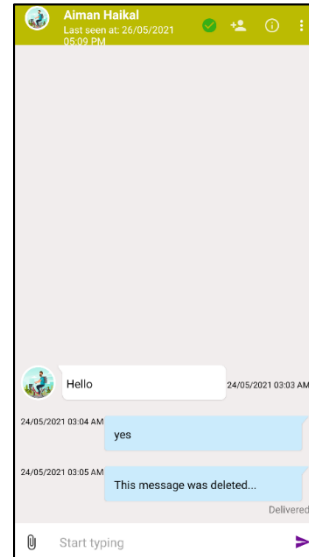 Aiman Haikal
Last seen at: 26/05/2021
05:09 PM
Hello
24/05/2021 03:03 AM
24/05/2021 03:04 AM
yes
24/05/2021 03:05 AM
This message was deleted...
Delivered
Start typing